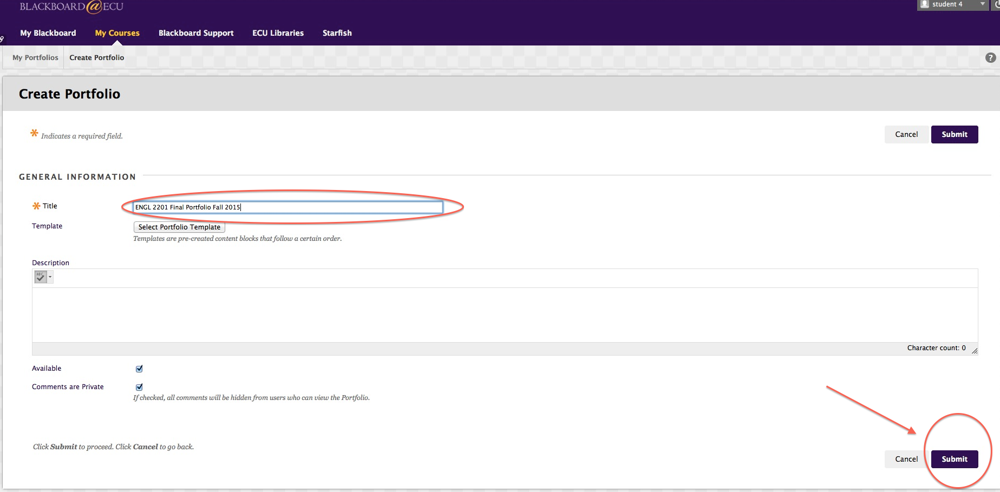 BLACKBOARD@ECU
student 4
My Blackboard My Courses Blackboard Support ECU Libraries Starfish
My Portfolios Create Portfolio ?
Create Portfolio
* Indicates a required field.
Cancel Submit
GENERAL INFORMATION
* Title ENGL 2201 Final Portfolio Fall 2015
Template Select Portfolio Template
Templates are pre-created content blocks that follow a certain order.
Description
ABC
Character count: 0
Available
Comments are Private
If checked, all comments will be hidden from users who can view the Portfolio.
Click Submit to proceed. Click Cancel to go back.
Cancel Submit